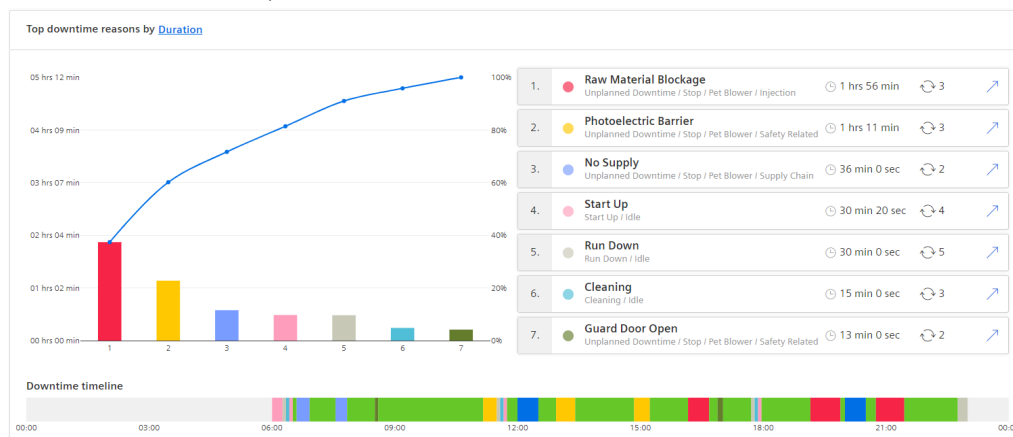 Top downtime reasons by Duration
05 hrs 12 min
04 hrs 09 min
03 hrs 07 min
02 hrs 04 min
01 hrs 02 min
00 hrs 00 min
100%
80%
60%
40%
20%
0%
1 2 3 4 5 6 7
1. Raw Material Blockage 1 hrs 56 min 3
Unplanned Downtime / Stop / Pet Blower / Injection
2. Photoelectric Barrier 1 hrs 11 min 3
Unplanned Downtime / Stop / Pet Blower / Safety Related
3. No Supply 36 min 0 sec 2
Unplanned Downtime / Stop / Pet Blower / Supply Chain
4. Start Up 30 min 20 sec 4
Start Up / Idle
5. Run Down 30 min 0 sec 5
Run Down / Idle
6. Cleaning 15 min 0 sec 3
Cleaning / Idle
7. Guard Door Open 13 min 0 sec 2
Unplanned Downtime / Stop / Pet Blower / Safety Related
Downtime timeline
00:00 03:00 06:00 09:00 12:00 15:00 18:00 21:00